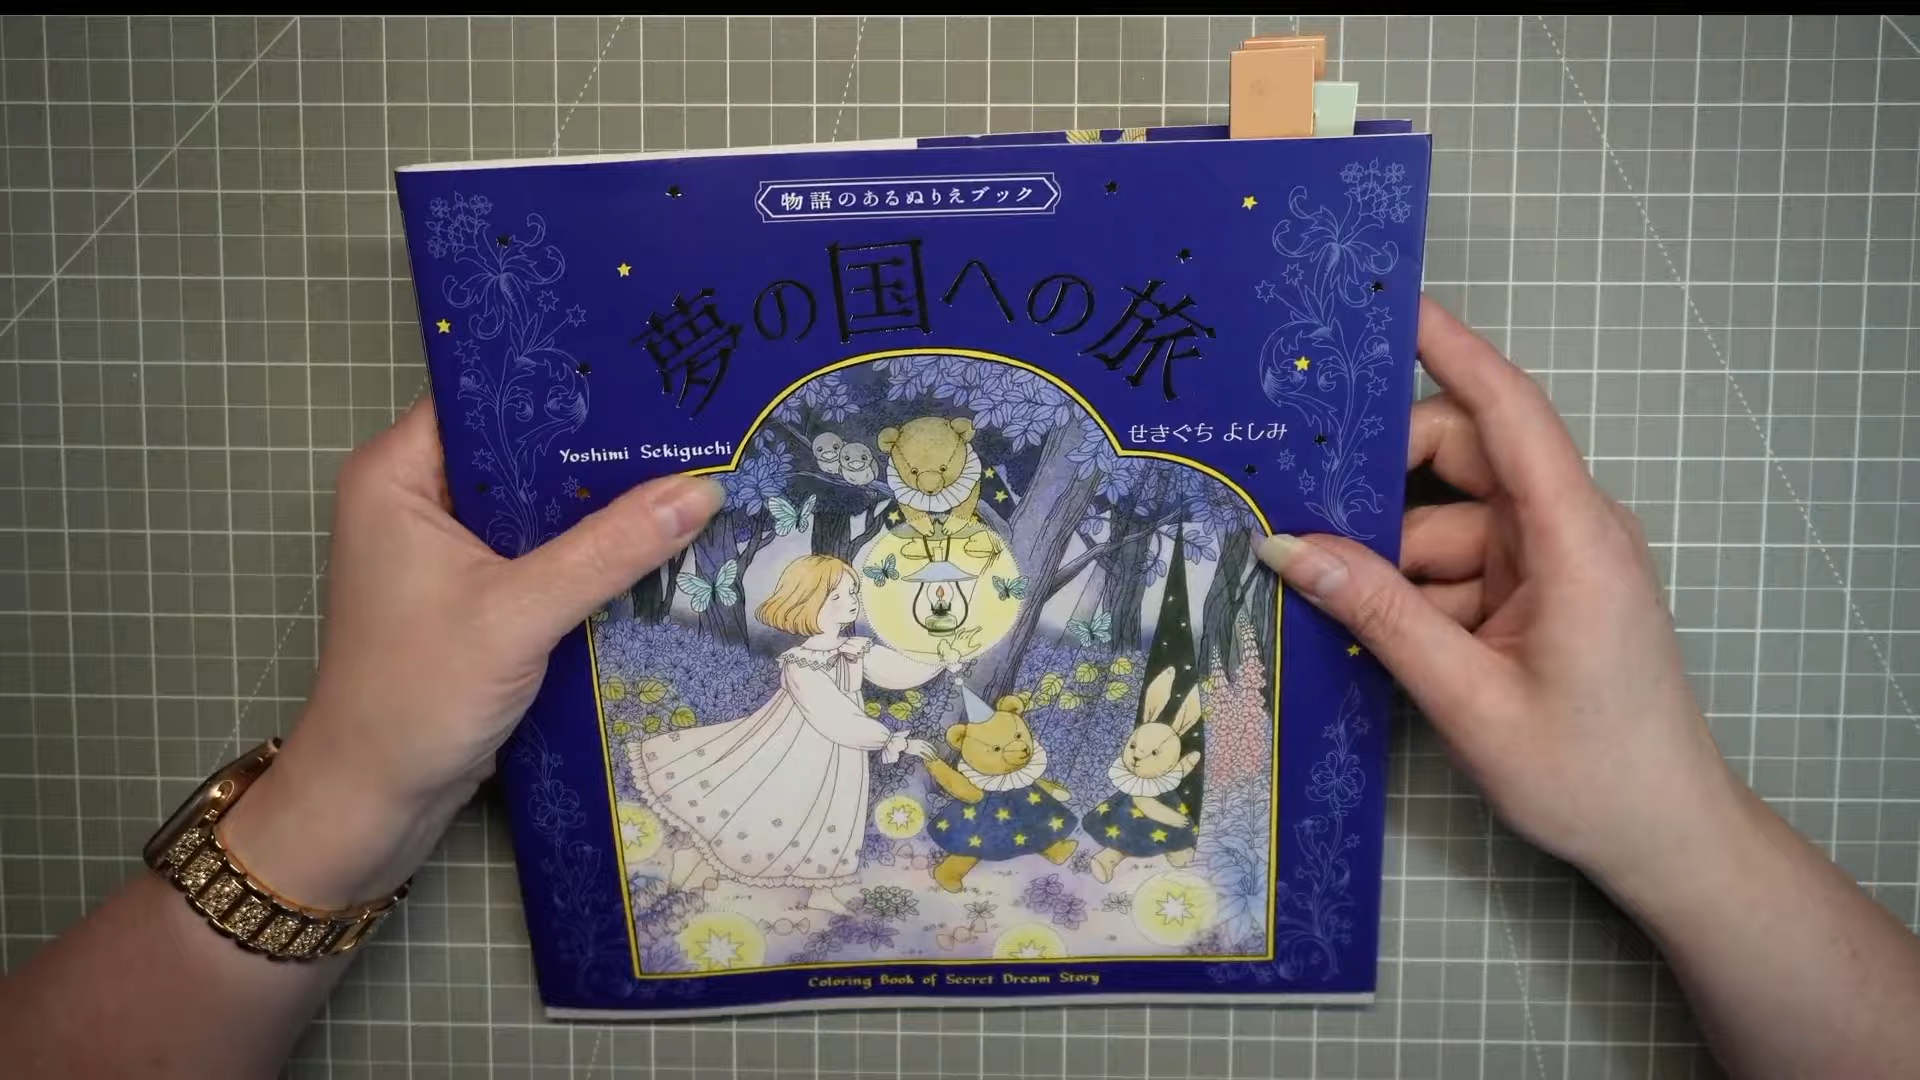 物語のあるぬりえブック
夢の国への旅
Yoshimi Sekiguchi
せきぐち よしみ
Coloring Book of Secret Dream Story